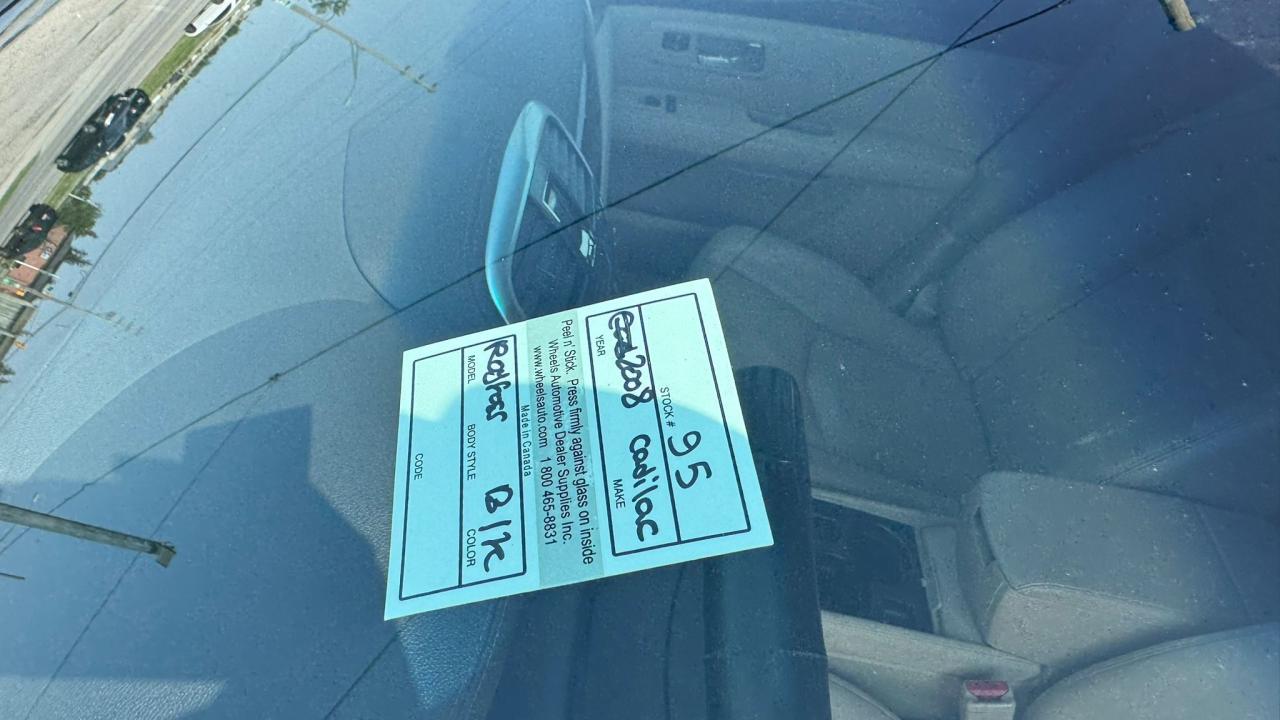 STOCK # 95
2008 Cadilac
YEAR MAKE
Peel n' Stick. Press firmly against glass on inside
Wheels Automotive Dealer Supplies Inc.
www.wheelsauto.com 1 800 465-8831
Made in Canada
Blk
MODEL BODY STYLE COLOR
CODE